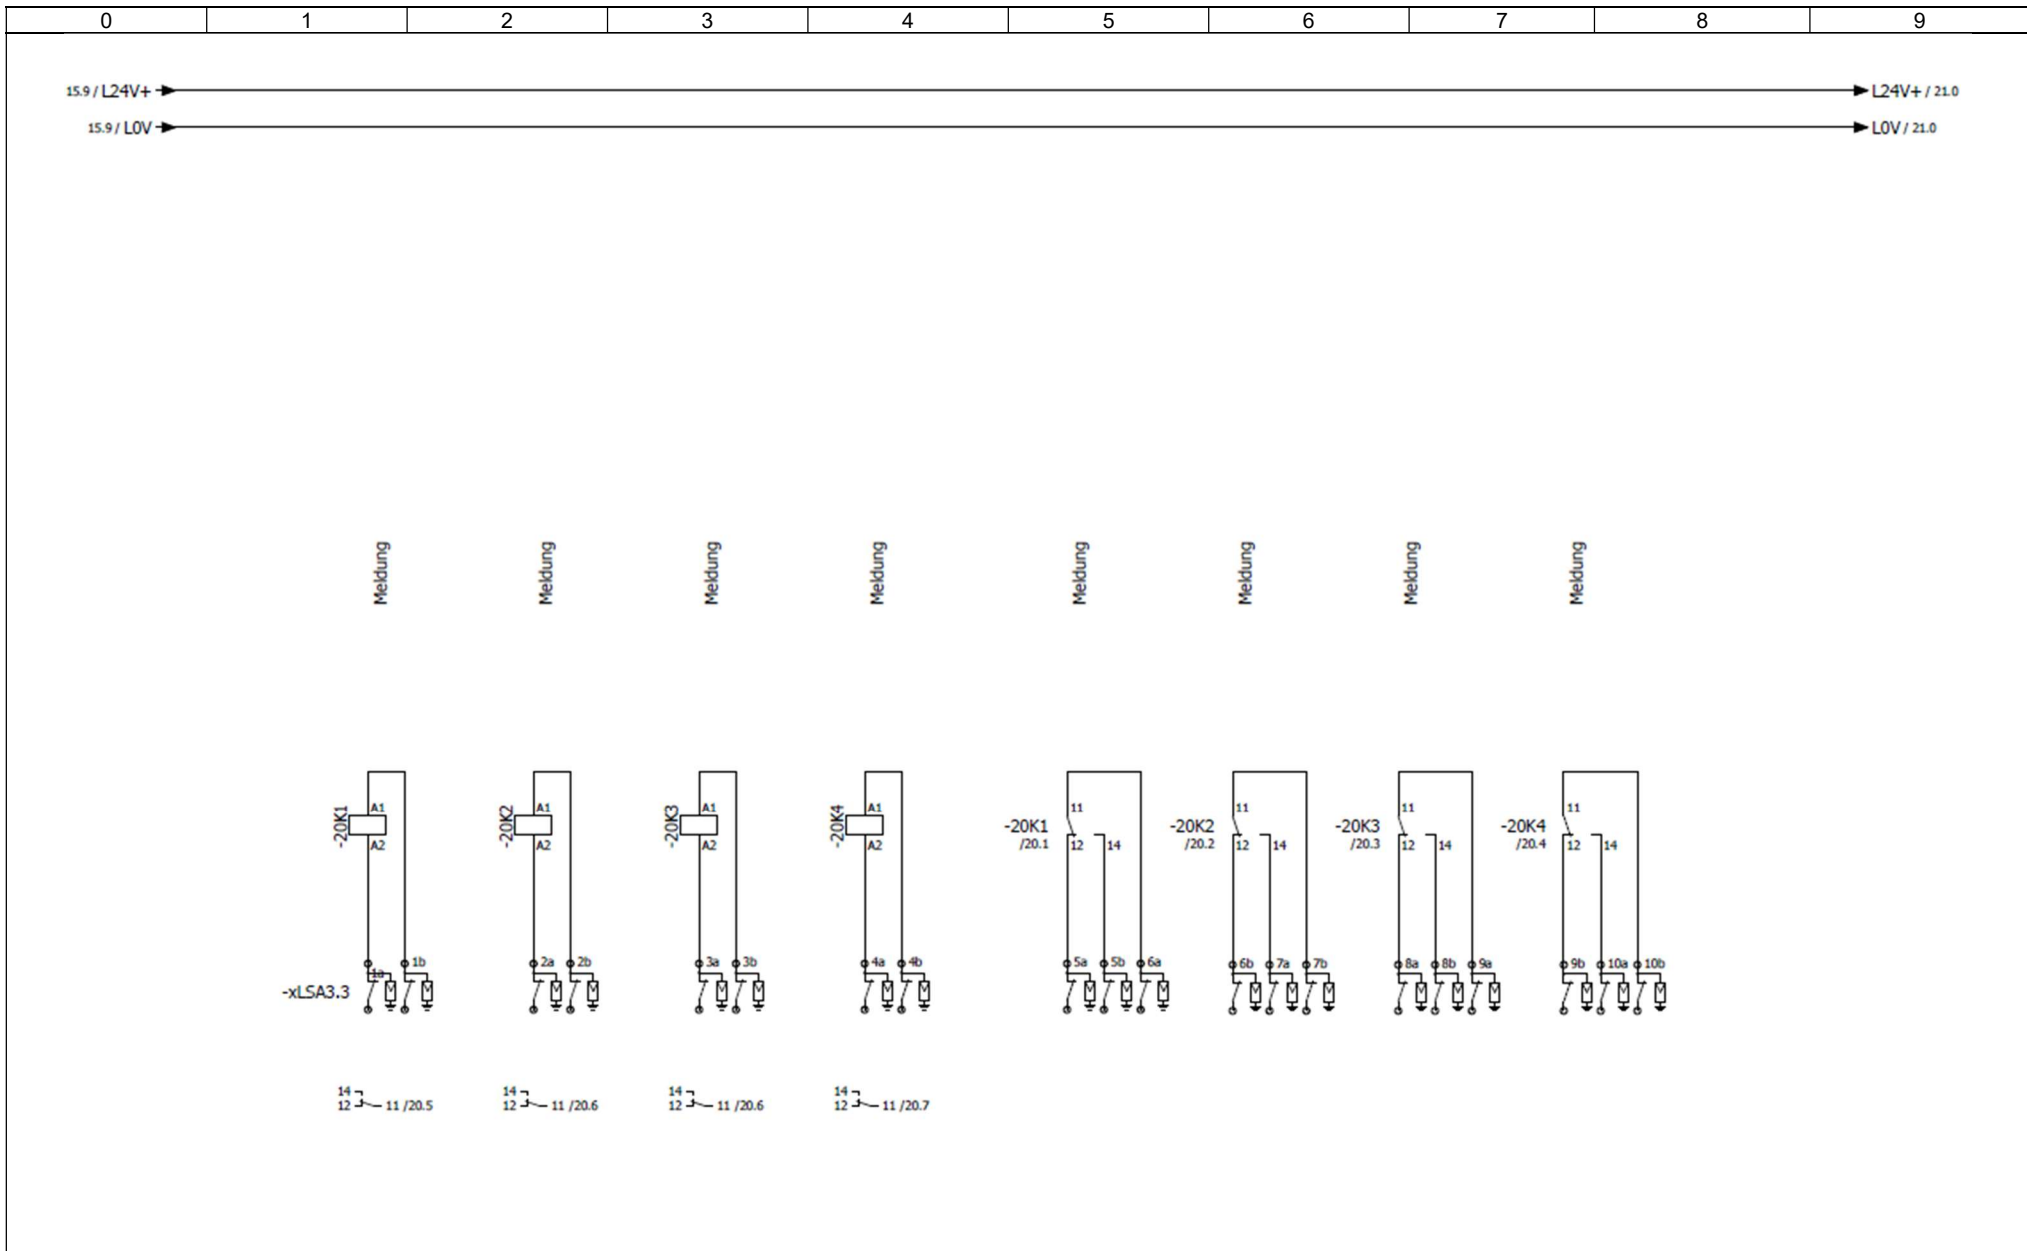 0 1 2 3 4 5 6 7 8 9
15.9 / L24V+ L24V+ / 21.0
15.9 / L0V L0V / 21.0
Meldung Meldung Meldung Meldung Meldung Meldung Meldung Meldung
-20K1 A1 -20K2 A1 -20K3 A1 -20K4 A1 11 11 11 11
-20K1 -20K2 -20K3 -20K4
A2 A2 A2 A2 /20.1 12 14 /20.2 12 14 /20.3 12 14 /20.4 12 14
1a 1b 2a 2b 3a 3b 4a 4b 5a 5b 6a 6b 7a 7b 8a 8b 9a 9b 10a 10b
-xLSA3.3
14 14 14 14
12 11 /20.5 12 11 /20.6 12 11 /20.6 12 11 /20.7